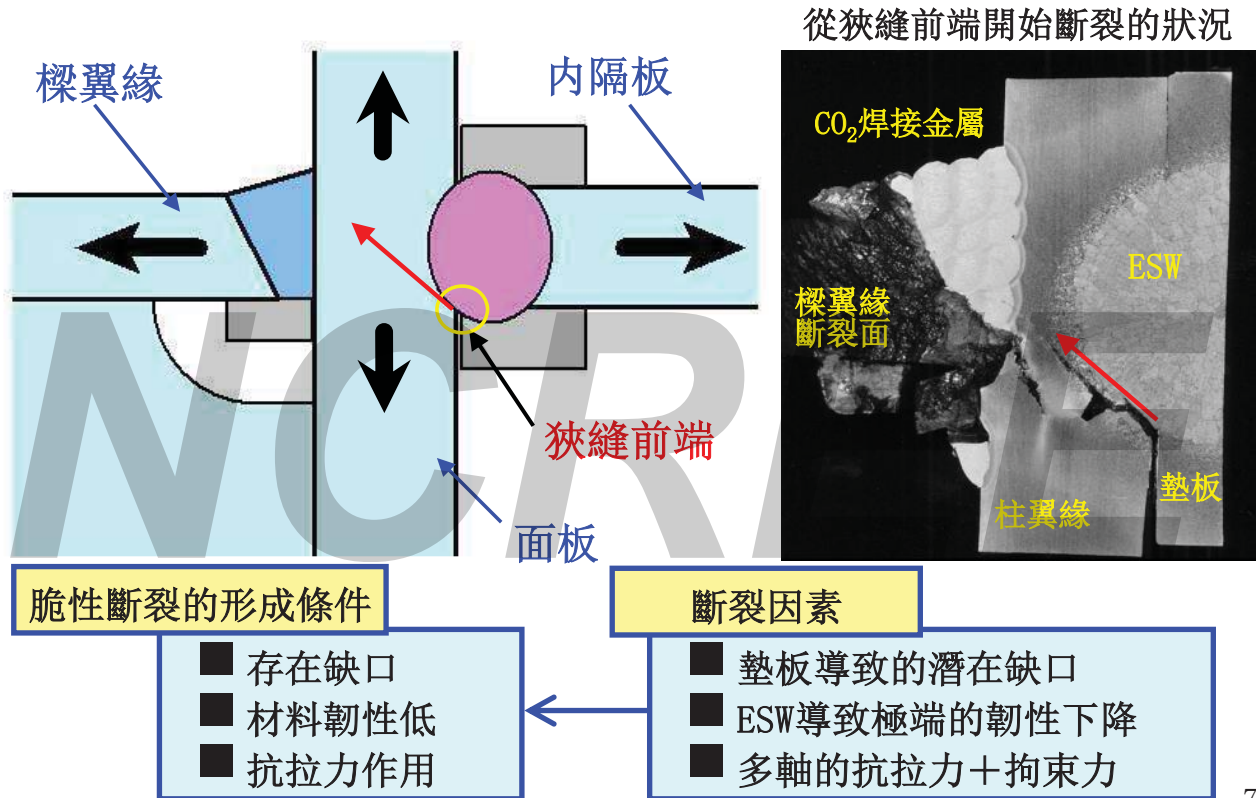 從狹縫前端開始斷裂的狀況
樑翼緣
内隔板
CO₂焊接金屬
ESW
樑翼緣
斷裂面
狹縫前端
墊板
柱翼緣
面板
NCR
脆性斷裂的形成條件
斷裂因素
■ 存在缺口
■ 材料韌性低
■ 抗拉力作用
■ 墊板導致的潛在缺口
■ ESW導致極端的韌性下降
■ 多軸的抗拉力＋拘束力
7